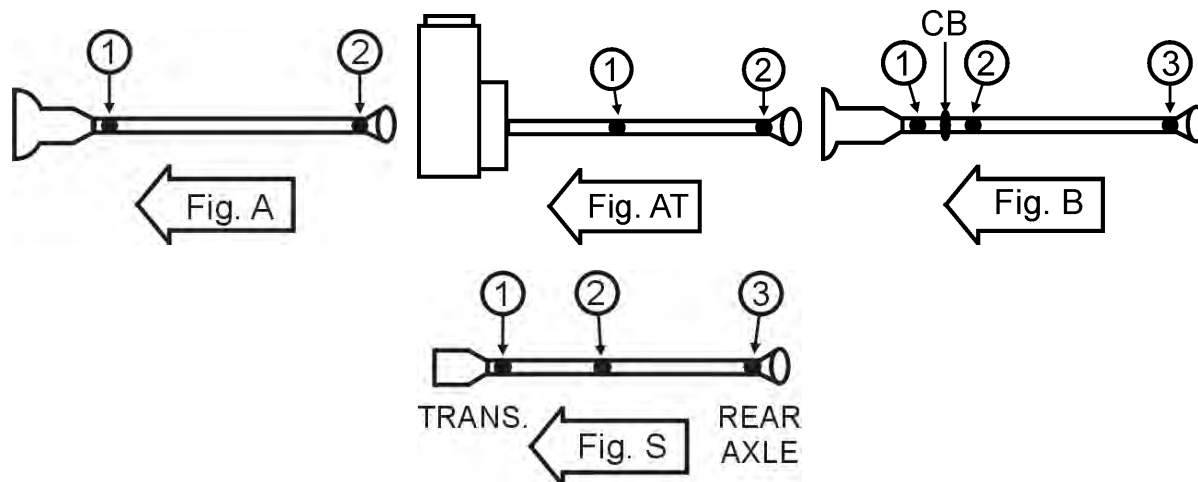 CB
1 2 1 2 1 2 3
Fig. A Fig. AT Fig. B
1 2 3
TRANS. REAR
AXLE
Fig. S